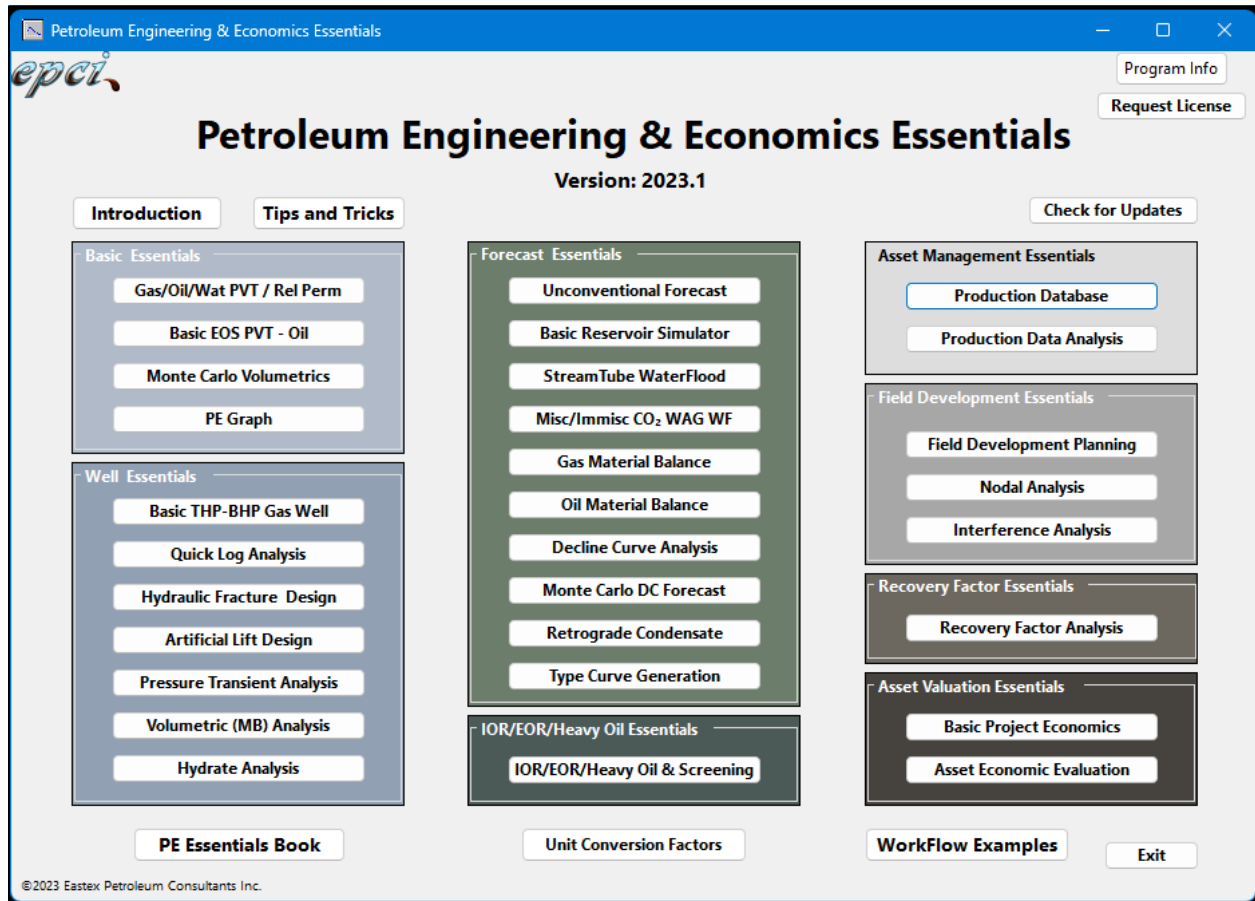 Petroleum Engineering & Economics Essentials
epci
Program Info
Request License
Petroleum Engineering & Economics Essentials
Version: 2023.1
Introduction
Tips and Tricks
Check for Updates
Basic Essentials
Gas/Oil/Wat PVT / Rel Perm
Basic EOS PVT - Oil
Monte Carlo Volumetrics
PE Graph
Well Essentials
Basic THP-BHP Gas Well
Quick Log Analysis
Hydraulic Fracture Design
Artificial Lift Design
Pressure Transient Analysis
Volumetric (MB) Analysis
Hydrate Analysis
Forecast Essentials
Unconventional Forecast
Basic Reservoir Simulator
StreamTube WaterFlood
Misc/Immisc CO₂ WAG WF
Gas Material Balance
Oil Material Balance
Decline Curve Analysis
Monte Carlo DC Forecast
Retrograde Condensate
Type Curve Generation
IOR/EOR/Heavy Oil Essentials
IOR/EOR/Heavy Oil & Screening
Asset Management Essentials
Production Database
Production Data Analysis
Field Development Essentials
Field Development Planning
Nodal Analysis
Interference Analysis
Recovery Factor Essentials
Recovery Factor Analysis
Asset Valuation Essentials
Basic Project Economics
Asset Economic Evaluation
PE Essentials Book
Unit Conversion Factors
WorkFlow Examples
Exit
©2023 Eastex Petroleum Consultants Inc.